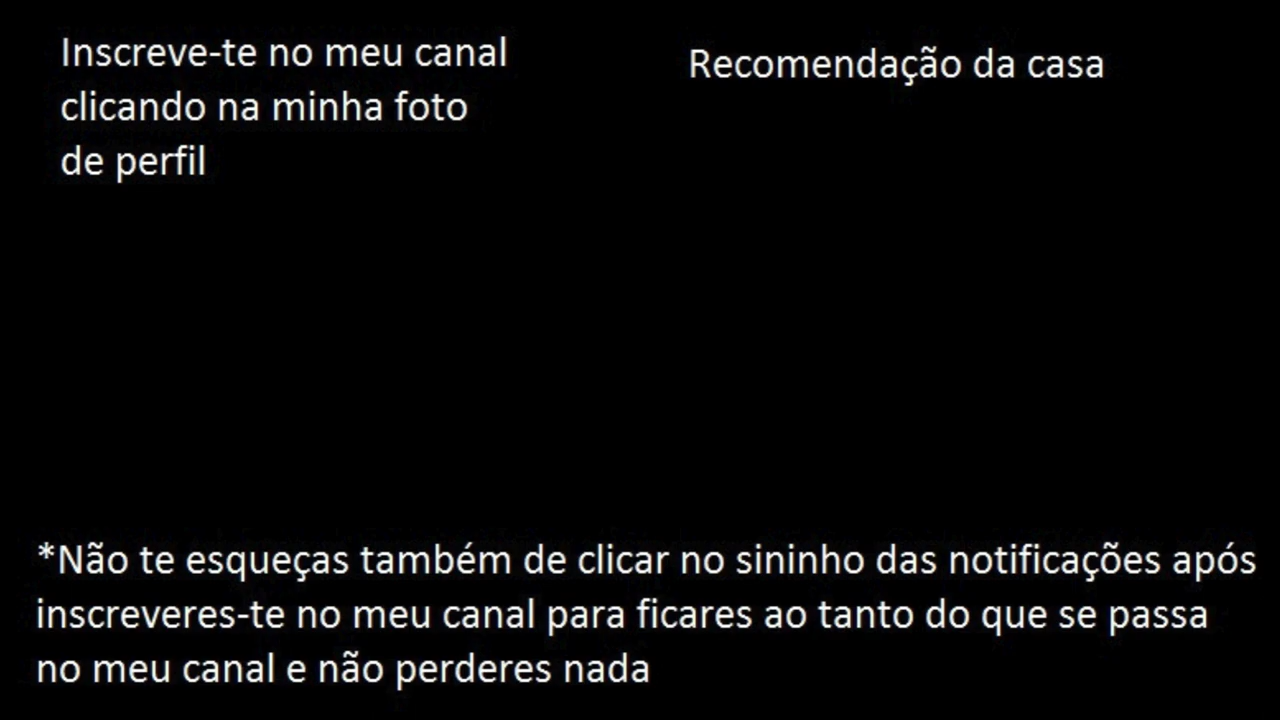 Inscreve-te no meu canal
clicando na minha foto
de perfil
Recomendação da casa
*Não te esqueças também de clicar no sininho das notificações após
inscreveres-te no meu canal para ficares ao tanto do que se passa
no meu canal e não perderes nada